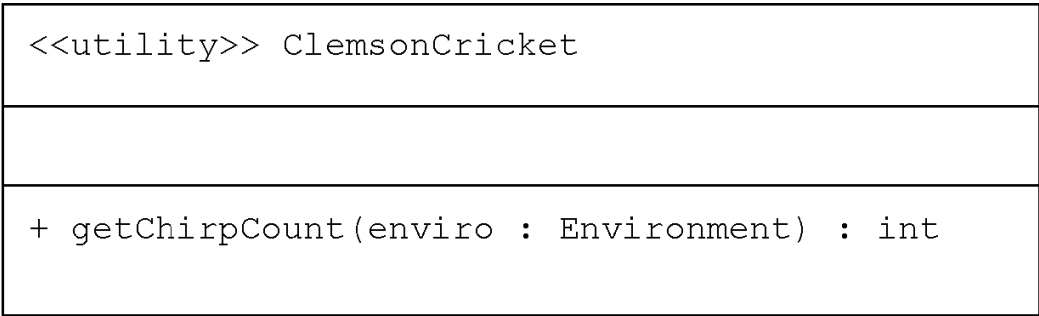 <<utility>> ClemsonCricket
+ getChirpCount(enviro : Environment) : int